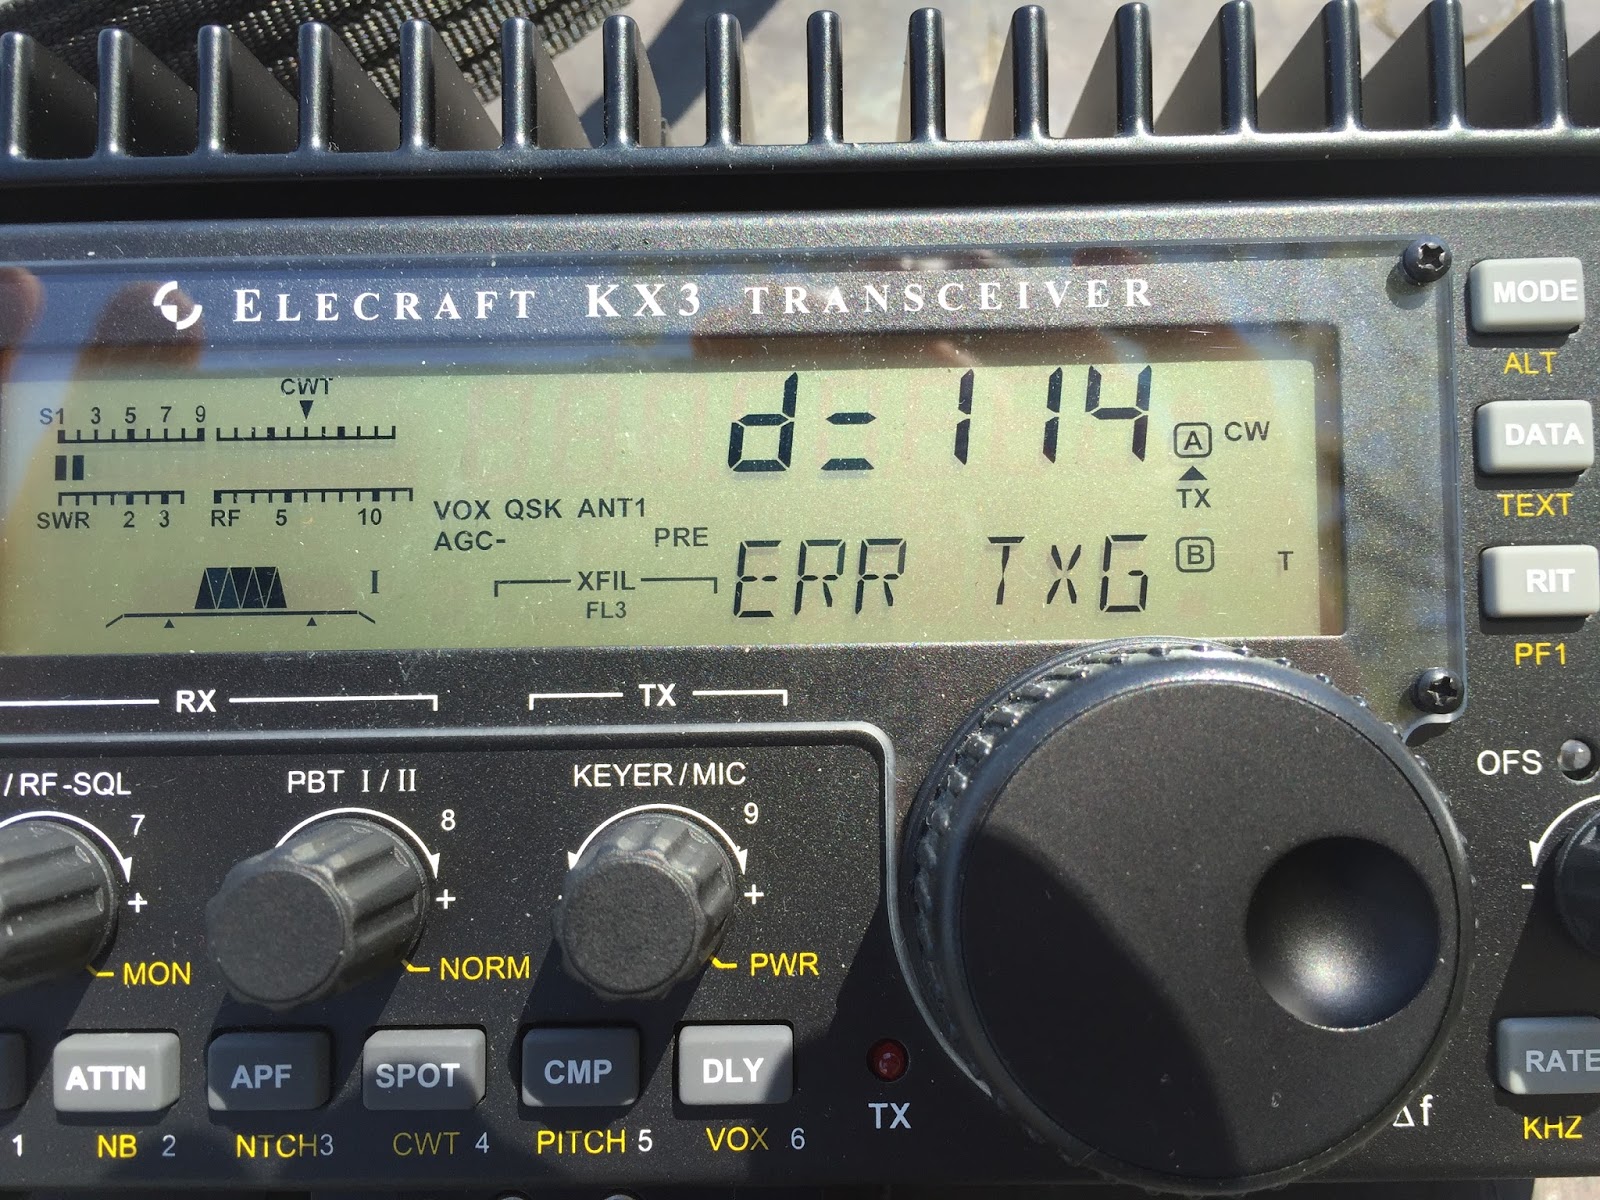 ELECRAFT KX3 TRANSCEIVER
MODE
ALT
CWT
S1 3 5 7 9
d=114
A CW
TX
DATA
TEXT
SWR 2 3 RF 5 10
VOX QSK ANT1
AGC-
PRE
XFIL
FL3
I
ERR TXG
B
T
RIT
PF1
RX
TX
OFS
/RF-SQL
PBT I/II
KEYER/MIC
7
8
9
+
+
- +
-
MON
NORM
PWR
ATTN
APF
SPOT
CMP
DLY
TX
Δf
RATE
KHZ
1
NB 2
NTCH3
CWT 4
PITCH 5
VOX 6